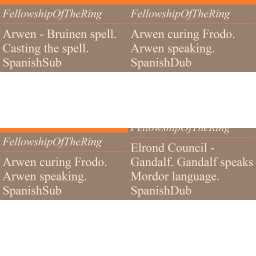 FellowshipOfTheRing
Arwen - Bruinen spell.
Casting the spell.
SpanishSub
FellowshipOfTheRing
Arwen curing Frodo.
Arwen speaking.
SpanishDub
FellowshipOfTheRing
Arwen curing Frodo.
Arwen speaking.
SpanishSub
FellowshipOfTheRing
Elrond Council -
Gandalf. Gandalf speaks
Mordor language.
SpanishDub